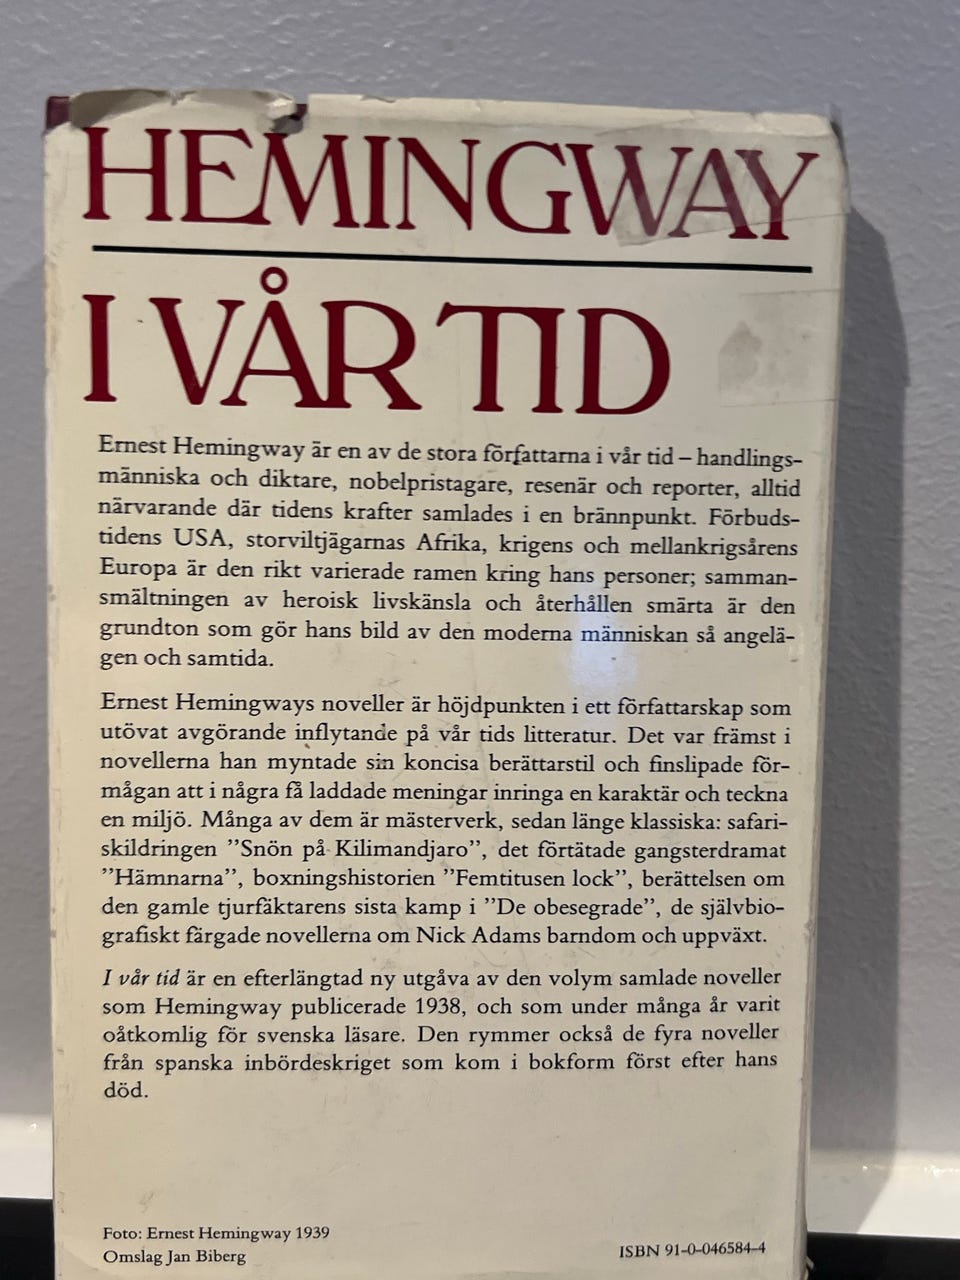 HEMINGWAY
I VÅR TID
Ernest Hemingway är en av de stora författarna i vår tid – handlings-
människa och diktare, nobelpristagare, resenär och reporter, alltid
närvarande där tidens krafter samlades i en brännpunkt. Förbuds-
tidens USA, storviltjägarnas Afrika, krigens och mellankrigsårens
Europa är den rikt varierade ramen kring hans personer; samman-
smältningen av heroisk livskänsla och återhållen smärta är den
grundton som gör hans bild av den moderna människan så angelä-
gen och samtida.
Ernest Hemingways noveller är höjdpunkten i ett författarskap som
utövat avgörande inflytande på vår tids litteratur. Det var främst i
novellerna han myntade sin koncisa berättarstil och finslipade för-
mågan att i några få laddade meningar inringa en karaktär och teckna
en miljö. Många av dem är mästerverk, sedan länge klassiska: safari-
skildringen ”Snön på Kilimandjaro”, det förtätade gangsterdramat
”Hämnarna”, boxningshistorien ”Femtitusen lock”, berättelsen om
den gamle tjurfäktarens sista kamp i ”De obesegrade”, de självbio-
grafiskt färgade novellerna om Nick Adams barndom och uppväxt.
I vår tid är en efterlängtad ny utgåva av den volym samlade noveller
som Hemingway publicerade 1938, och som under många år varit
oåtkomlig för svenska läsare. Den rymmer också de fyra noveller
från spanska inbördeskriget som kom i bokform först efter hans
död.
Foto: Ernest Hemingway 1939
Omslag Jan Biberg
ISBN 91-0-046584-4